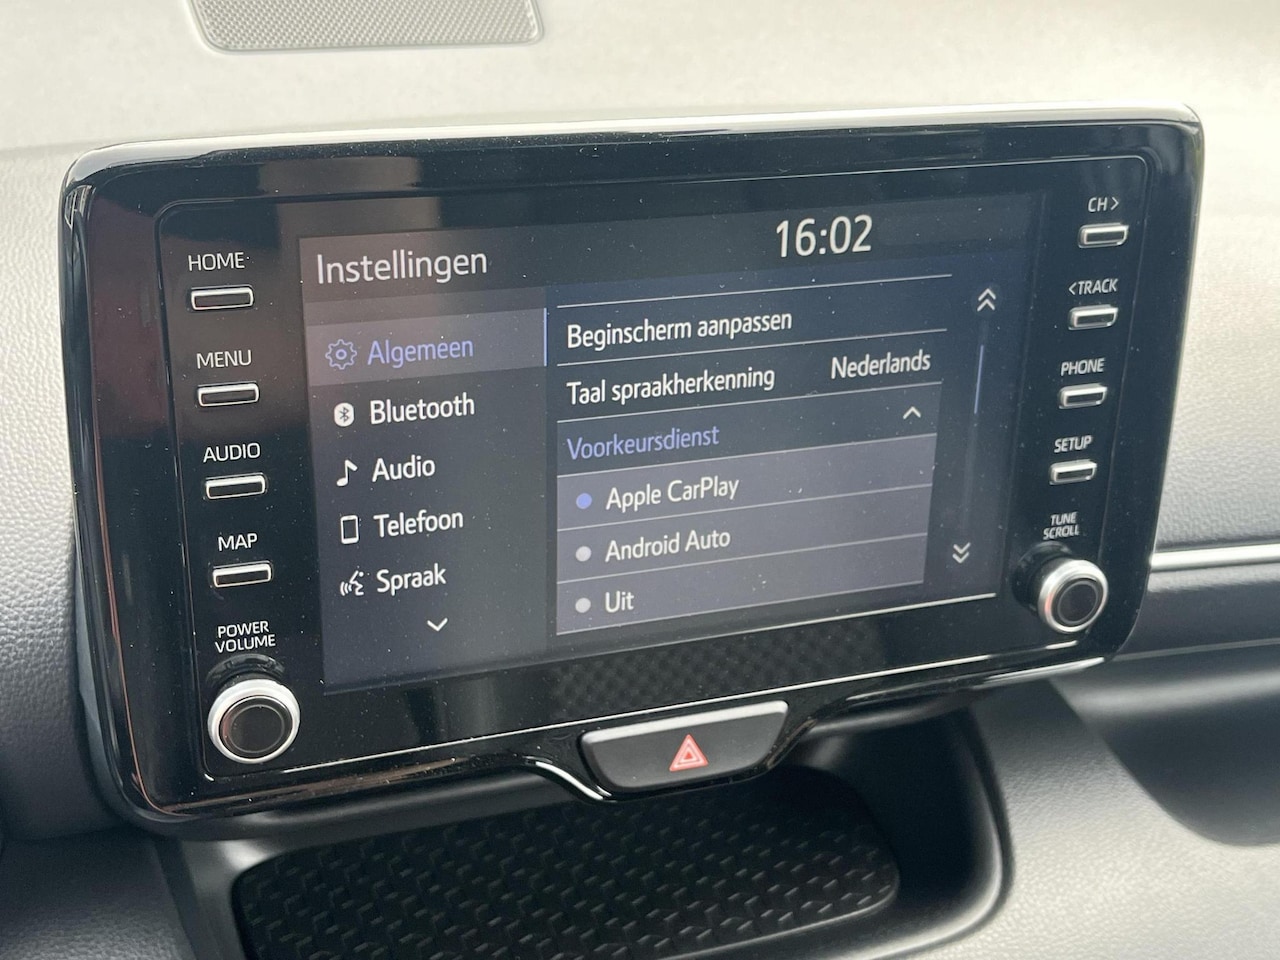 HOME
MENU
AUDIO
MAP
POWER
VOLUME
Instellingen
16:02
Algemeen
Bluetooth
Audio
Telefoon
Spraak
Beginscherm aanpassen
Taal spraakherkenning Nederlands
Voorkeursdienst
Apple CarPlay
Android Auto
Uit
CH>
<TRACK
PHONE
SETUP
TUNE
SCROLL